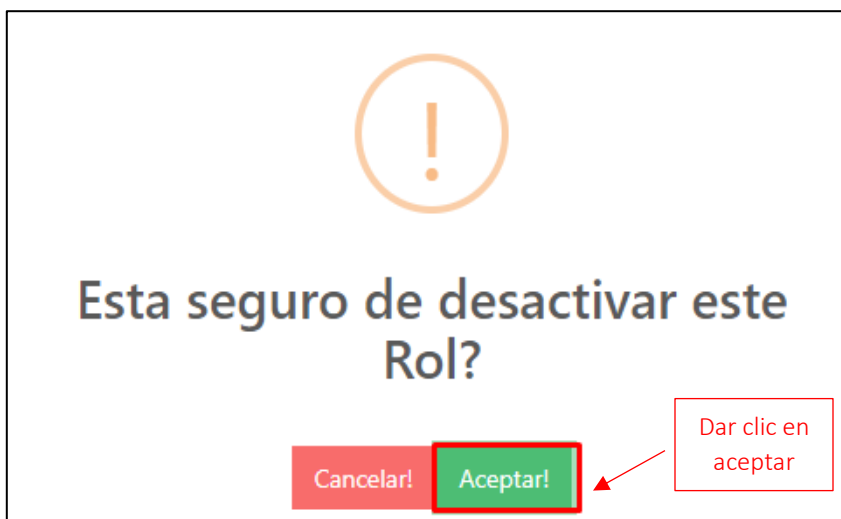 !
Esta seguro de desactivar este
Rol?
Dar clic en
aceptar
Cancelar!
Aceptar!